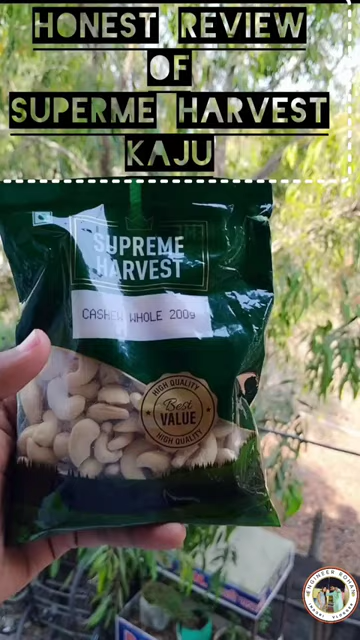 HONEST REVIEW
OF
SUPERME HARVEST
KAJU
SUPREME
HARVEST
CASHEW WHOLE 200g
HIGH QUALITY
Best
VALUE
HIGH QUALITY